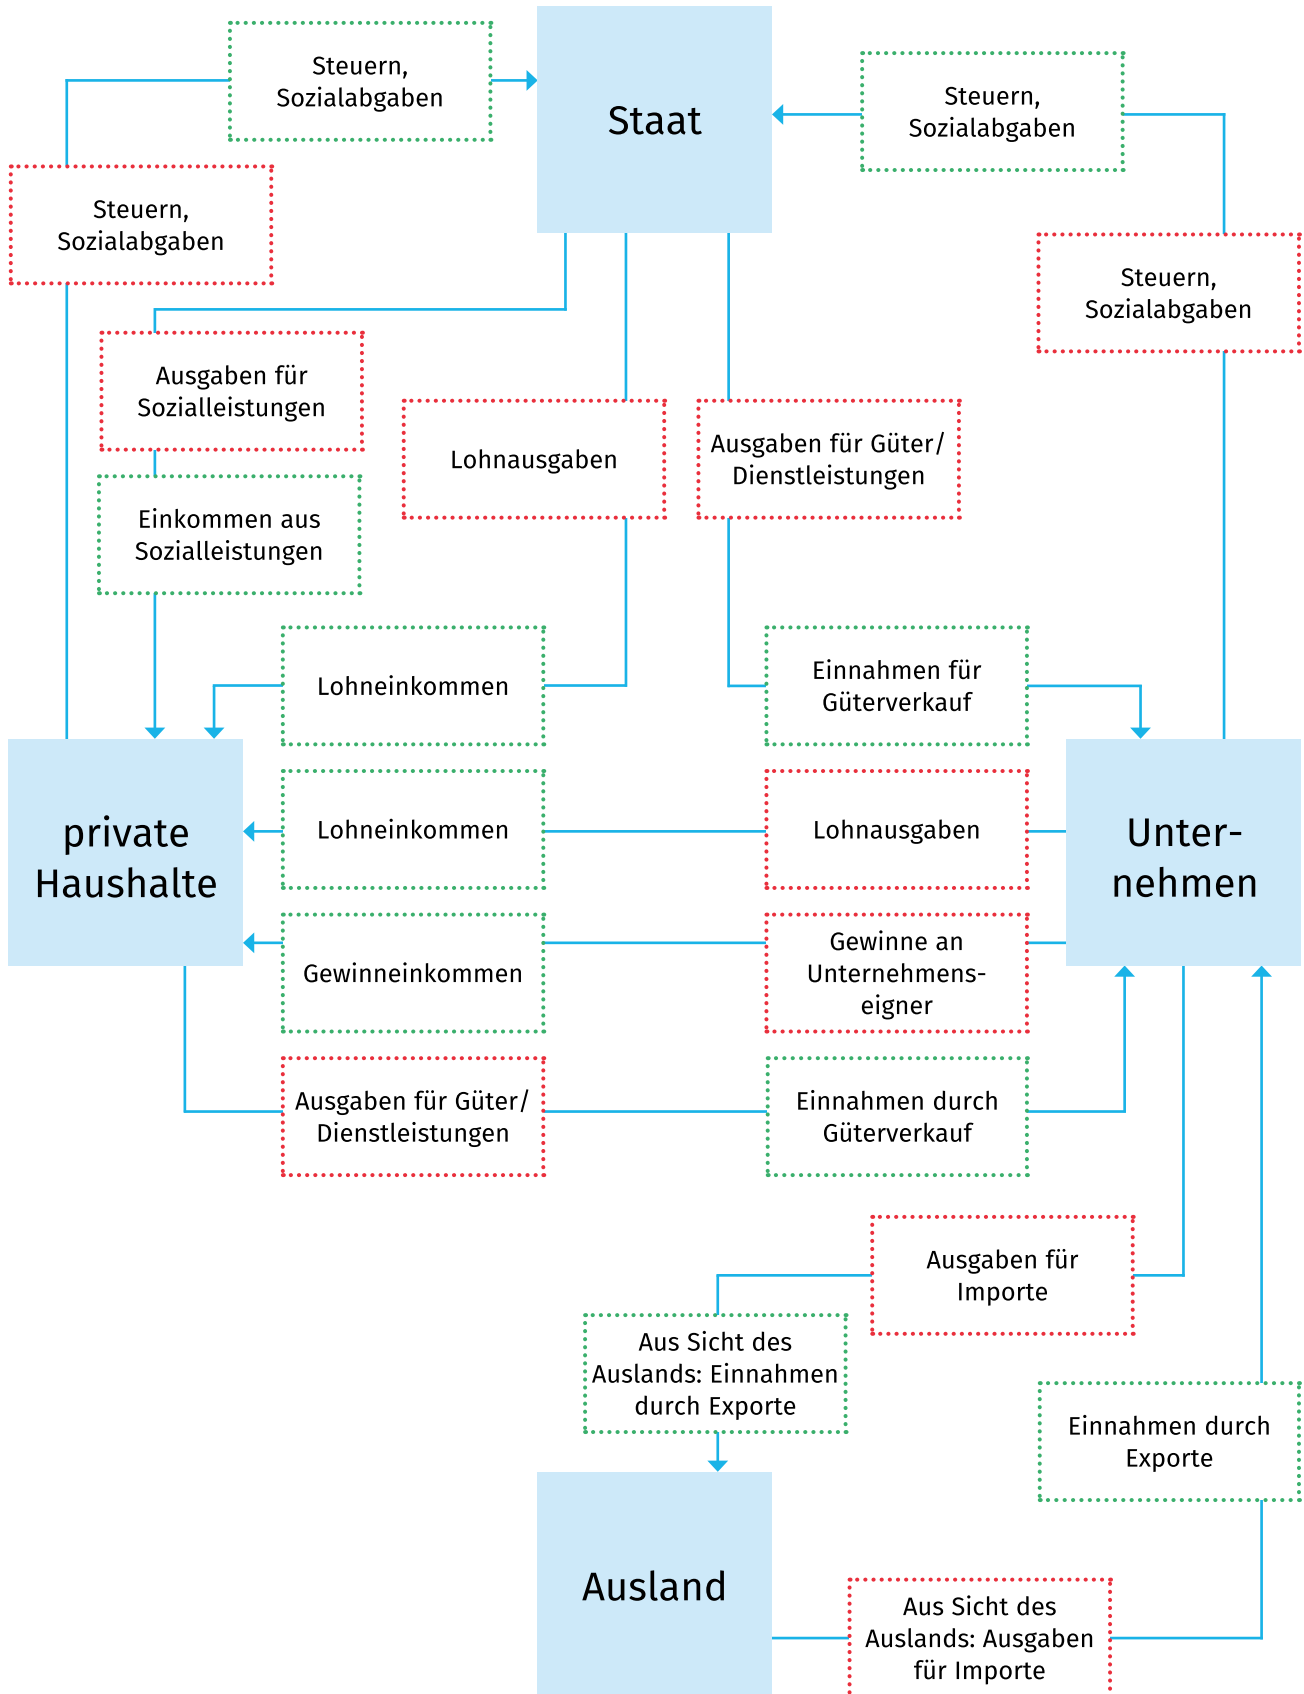 Steuern,
Sozialabgaben
Staat
Steuern,
Sozialabgaben
Steuern,
Sozialabgaben
Steuern,
Sozialabgaben
Ausgaben für
Sozialleistungen
Lohnausgaben
Ausgaben für Güter/
Dienstleistungen
Einkommen aus
Sozialleistungen
Lohneinkommen
Einnahmen für
Güterverkauf
private
Haushalte
Lohneinkommen
Lohnausgaben
Unter-
nehmen
Gewinneinkommen
Gewinne an
Unternehmens-
eigner
Ausgaben für Güter/
Dienstleistungen
Einnahmen durch
Güterverkauf
Ausgaben für
Importe
Aus Sicht des
Auslands: Einnahmen
durch Exporte
Einnahmen durch
Exporte
Ausland
Aus Sicht des
Auslands: Ausgaben
für Importe